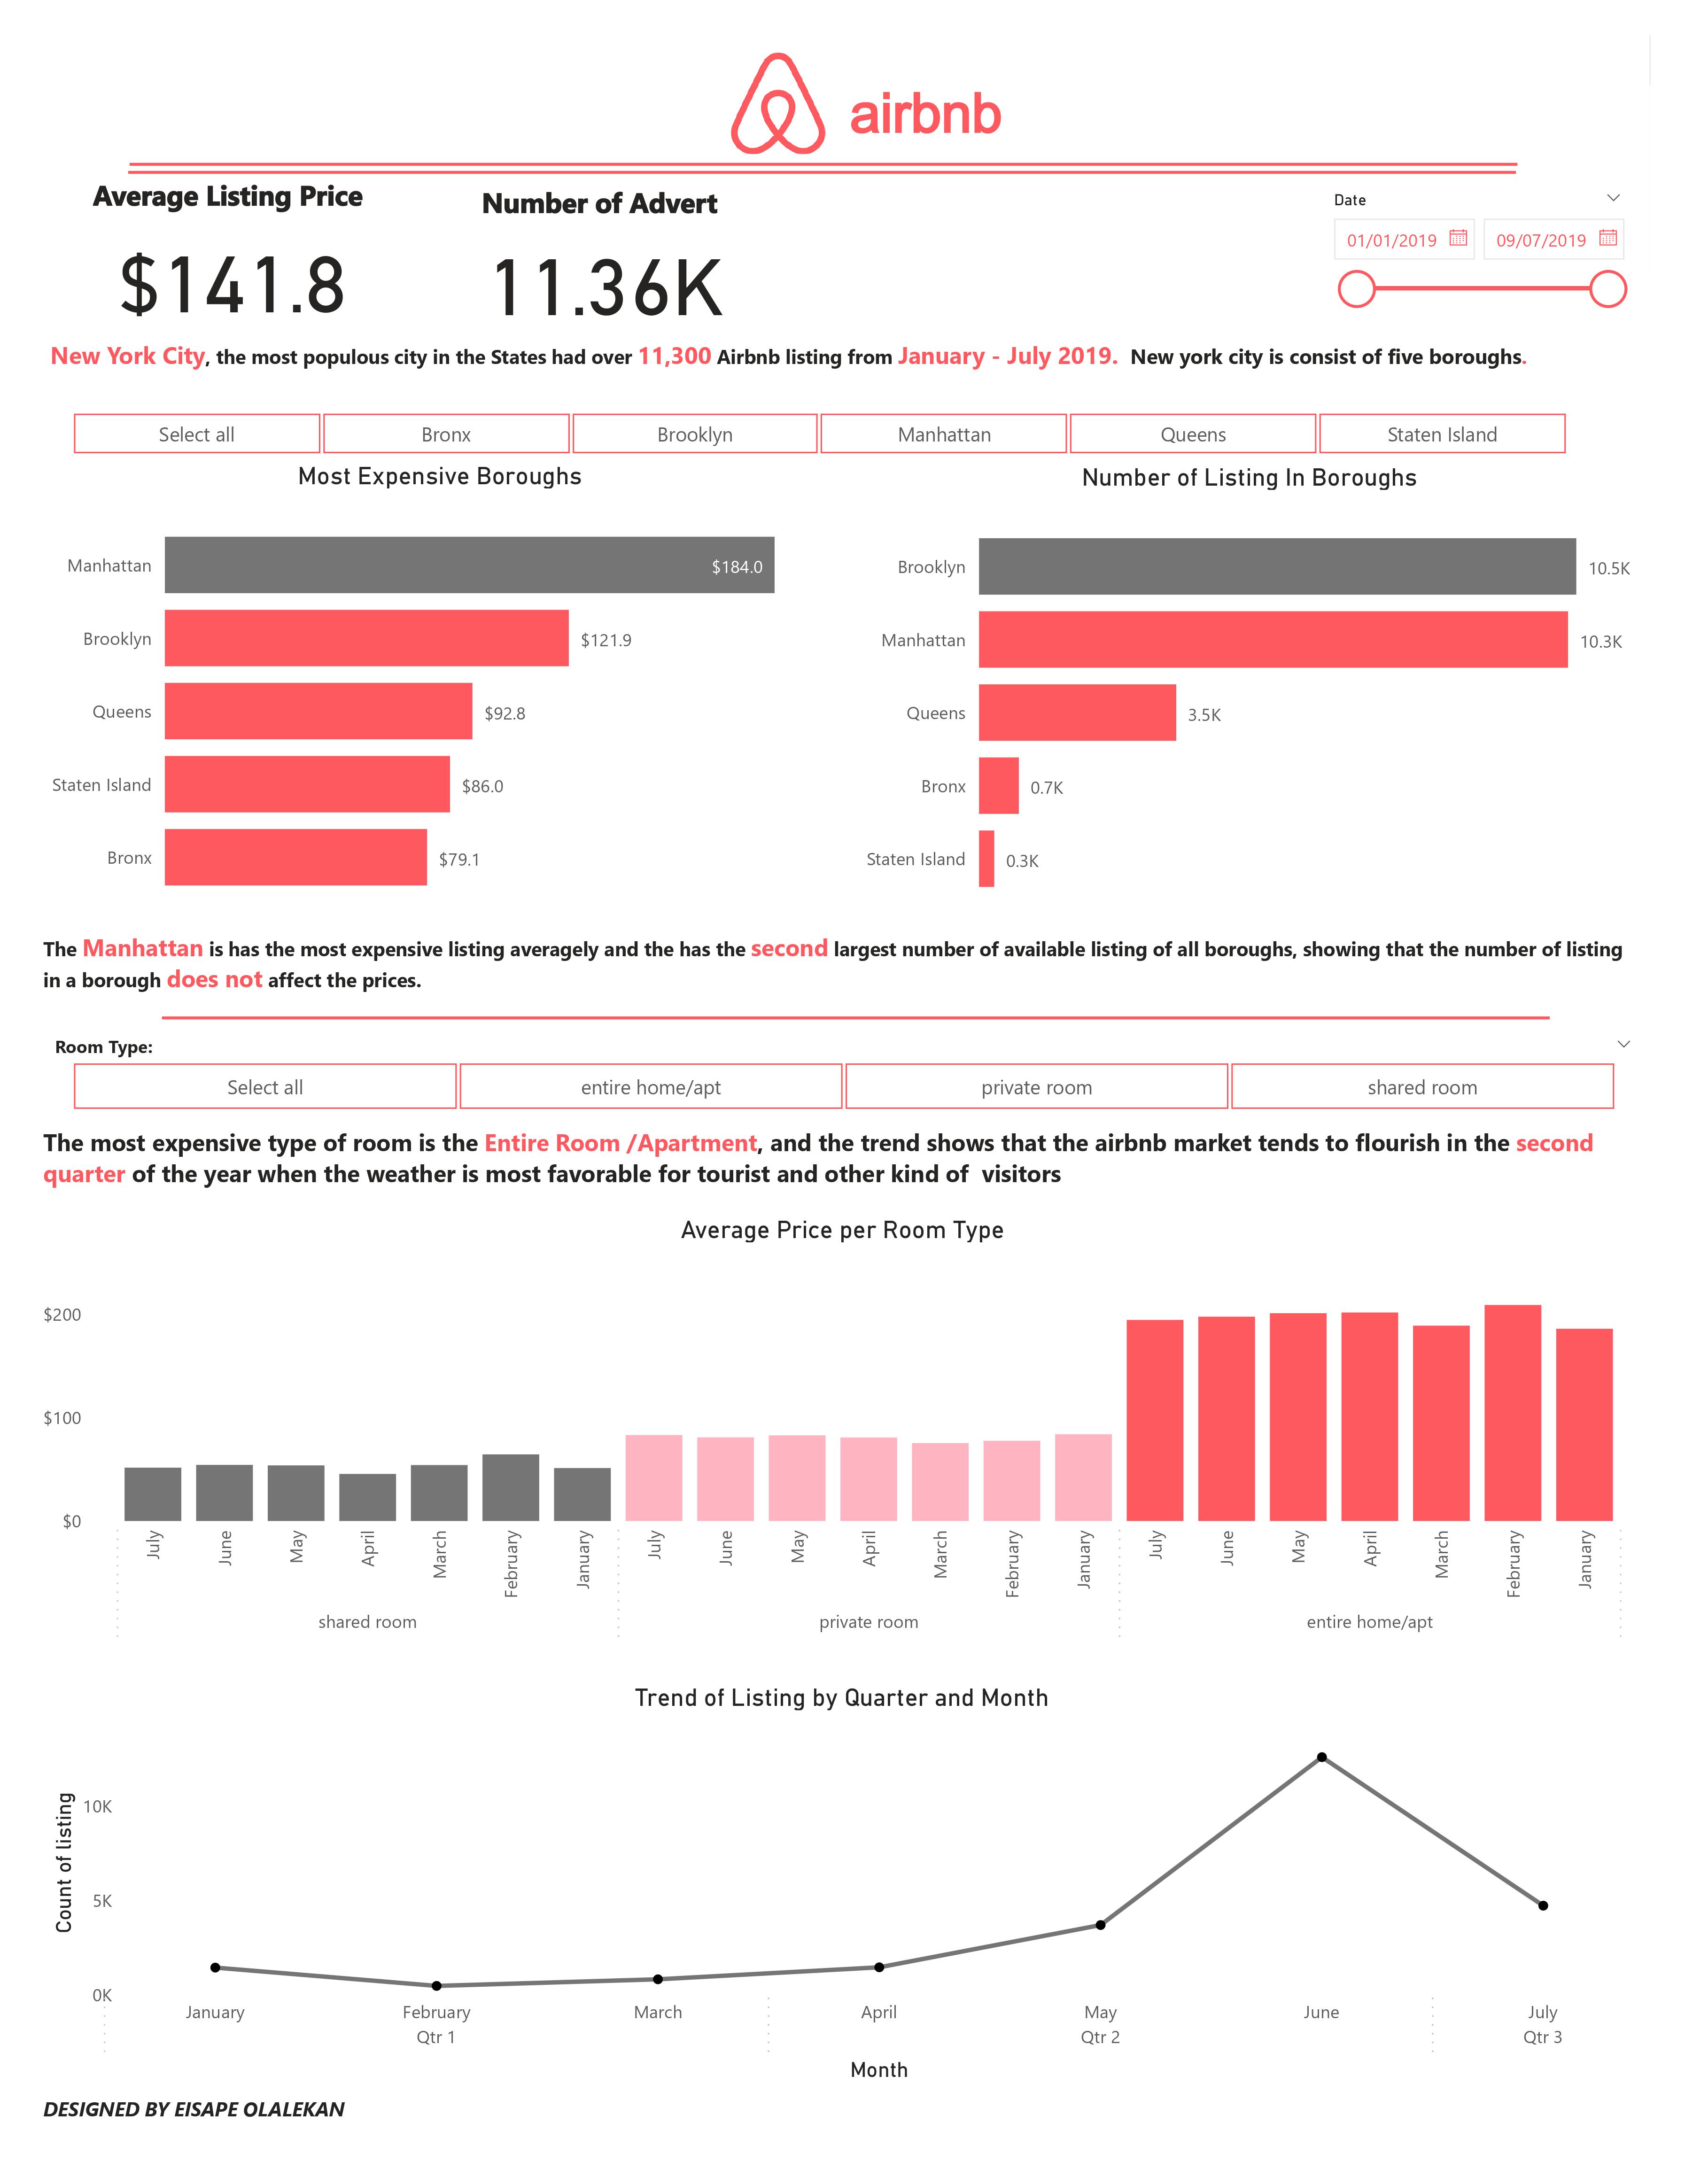 airbnb
Average Listing Price
Number of Advert
Date
01/01/2019
09/07/2019
$141.8
11.36K
New York City, the most populous city in the States had over 11,300 Airbnb listing from January - July 2019. New york city is consist of five boroughs.
Select all
Bronx
Brooklyn
Manhattan
Queens
Staten Island
Most Expensive Boroughs
Manhattan
$184.0
Brooklyn
$121.9
Queens
$92.8
Staten Island
$86.0
Bronx
$79.1
Number of Listing In Boroughs
Brooklyn
10.5K
Manhattan
10.3K
Queens
3.5K
Bronx
0.7K
Staten Island
0.3K
The Manhattan is has the most expensive listing averagely and the has the second largest number of available listing of all boroughs, showing that the number of listing
in a borough does not affect the prices.
Room Type:
Select all
entire home/apt
private room
shared room
The most expensive type of room is the Entire Room /Apartment, and the trend shows that the airbnb market tends to flourish in the second
quarter of the year when the weather is most favorable for tourist and other kind of visitors
Average Price per Room Type
$200
$100
$0
July
June
May
April
March
February
January
July
June
May
April
March
February
January
July
June
May
April
March
February
January
shared room
private room
entire home/apt
Trend of Listing by Quarter and Month
Count of listing
10K
5K
0K
January
February
March
April
May
June
July
Qtr 1
Qtr 2
Qtr 3
Month
DESIGNED BY EISAPE OLALEKAN